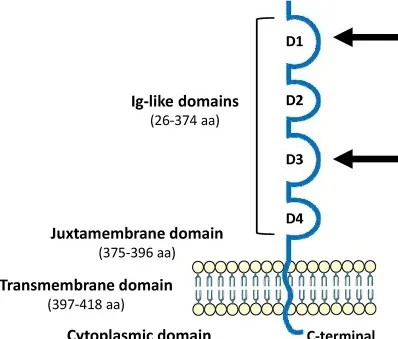 D1
D2
Ig-like domains
(26-374 aa)
D3
D4
Juxtamembrane domain
(375-396 aa)
Transmembrane domain
(397-418 aa)
Cytoplasmic domain
C-terminal